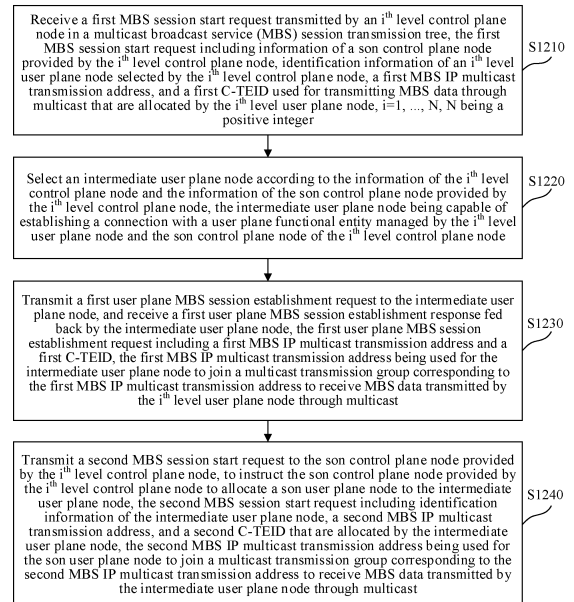 Receive a first MBS session start request transmitted by an ith level control plane
node in a multicast broadcast service (MBS) session transmission tree, the first
MBS session start request including information of a son control plane node
provided by the ith level control plane node, identification information of an ith level
user plane node selected by the ith level control plane node, a first MBS IP multicast
transmission address, and a first C-TEID used for transmitting MBS data through
multicast that are allocated by the ith level user plane node, i=1, ..., N, N being a
positive integer
S1210
Select an intermediate user plane node according to the information of the ith level
control plane node and the information of the son control plane node provided by
the ith level control plane node, the intermediate user plane node being capable of
establishing a connection with a user plane functional entity managed by the ith level
user plane node and the son control plane node of the ith level control plane node
S1220
Transmit a first user plane MBS session establishment request to the intermediate user
plane node, and receive a first user plane MBS session establishment response fed
back by the intermediate user plane node, the first user plane MBS session
establishment request including a first MBS IP multicast transmission address and a
first C-TEID, the first MBS IP multicast transmission address being used for the
intermediate user plane node to join a multicast transmission group corresponding to
the first MBS IP multicast transmission address to receive MBS data transmitted by
the ith level user plane node through multicast
S1230
Transmit a second MBS session start request to the son control plane node provided
by the ith level control plane node, to instruct the son control plane node provided by
the ith level control plane node to allocate a son user plane node to the intermediate
user plane node, the second MBS session start request including identification
information of the intermediate user plane node, a second MBS IP multicast
transmission address, and a second C-TEID that are allocated by the intermediate
user plane node, the second MBS IP multicast transmission address being used for
the son user plane node to join a multicast transmission group corresponding to the
second MBS IP multicast transmission address to receive MBS data transmitted by
the intermediate user plane node through multicast
S1240